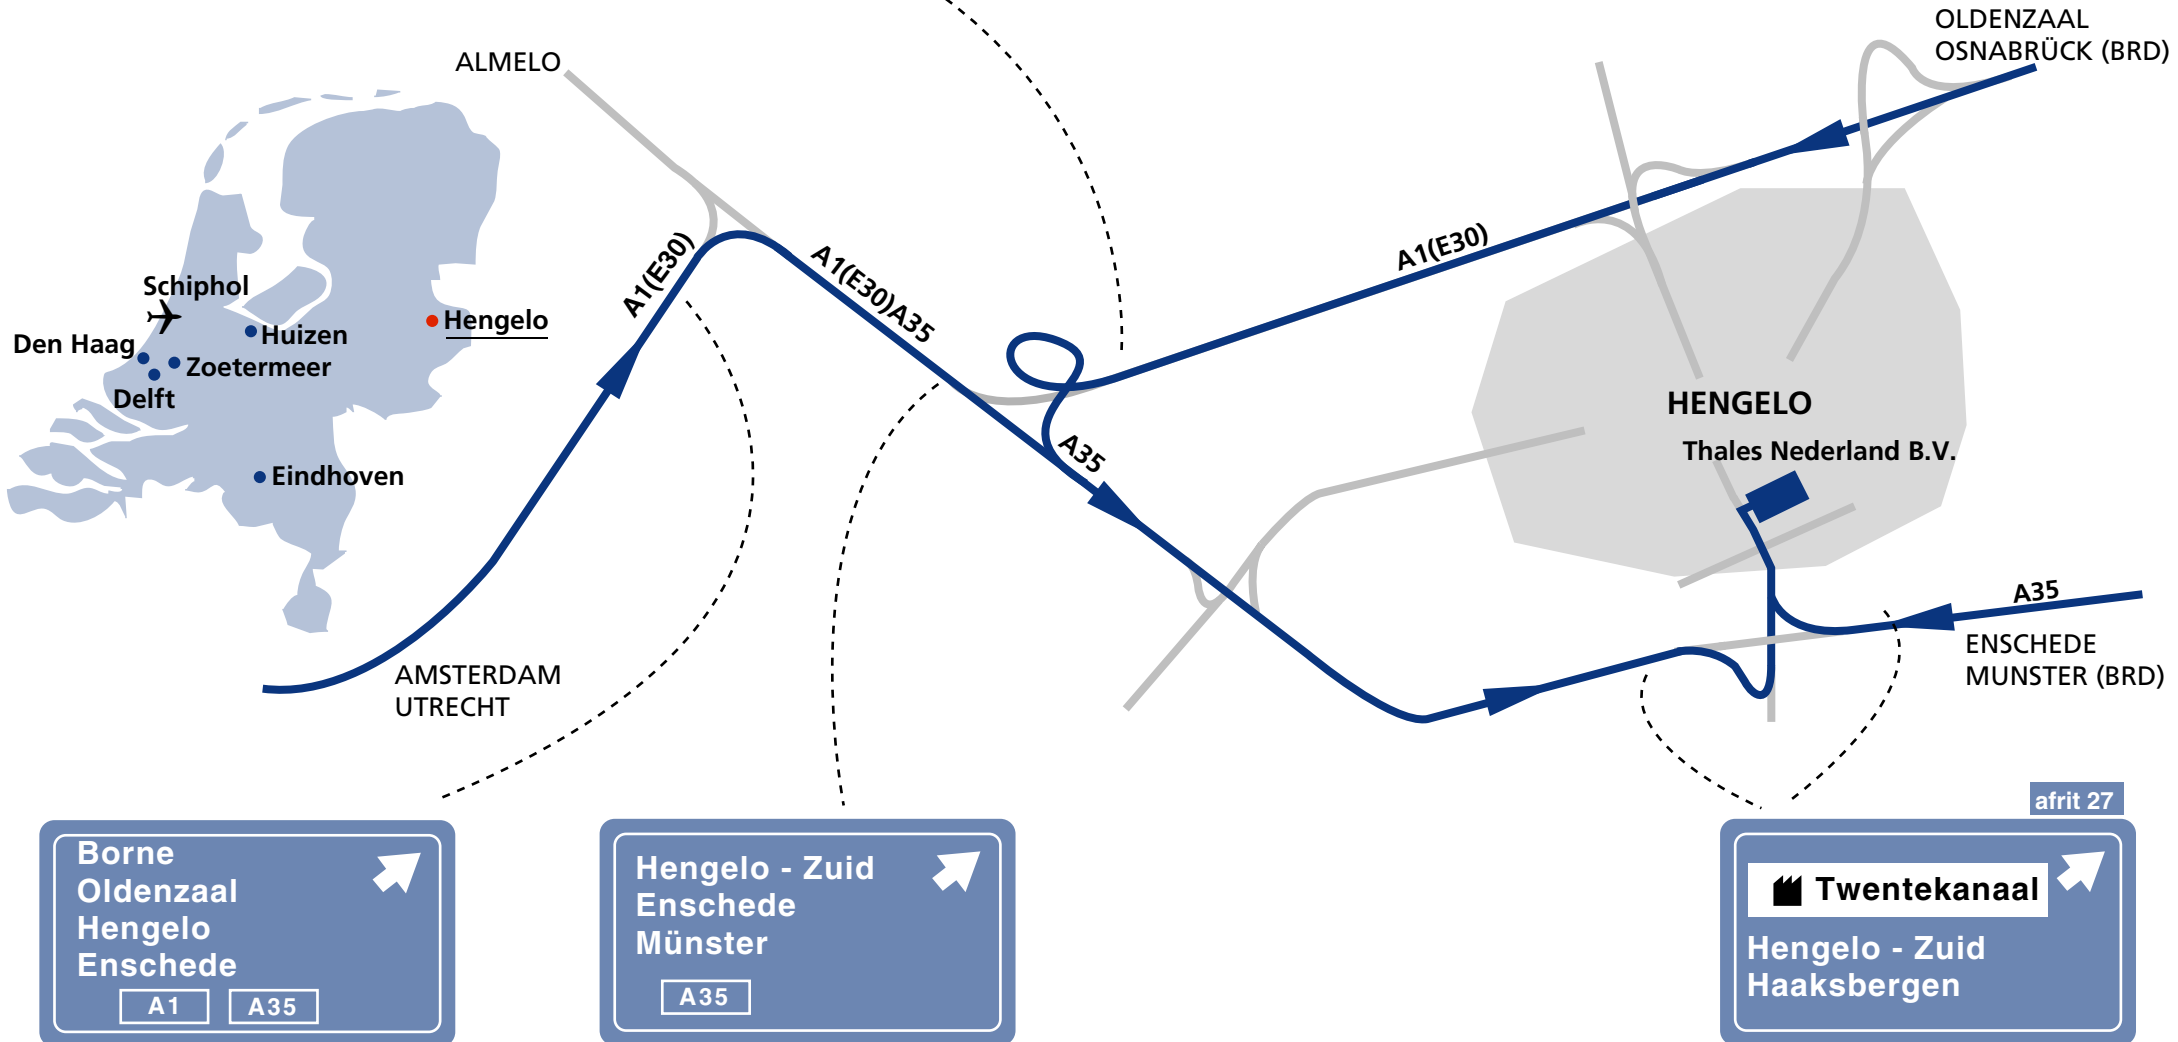 OLDENZAAL
OSNABRÜCK (BRD)
ALMELO
A1(E30)
A1(E30)A35
A1(E30)
Schiphol
Huizen
Hengelo
Den Haag
Zoetermeer
Delft
Eindhoven
A35
HENGELO
Thales Nederland B.V.
A35
ENSCHEDE
MUNSTER (BRD)
AMSTERDAM
UTRECHT
Borne
Oldenzaal
Hengelo
Enschede
A1 A35
Hengelo - Zuid
Enschede
Münster
A35
afrit 27
Twentekanaal
Hengelo - Zuid
Haaksbergen